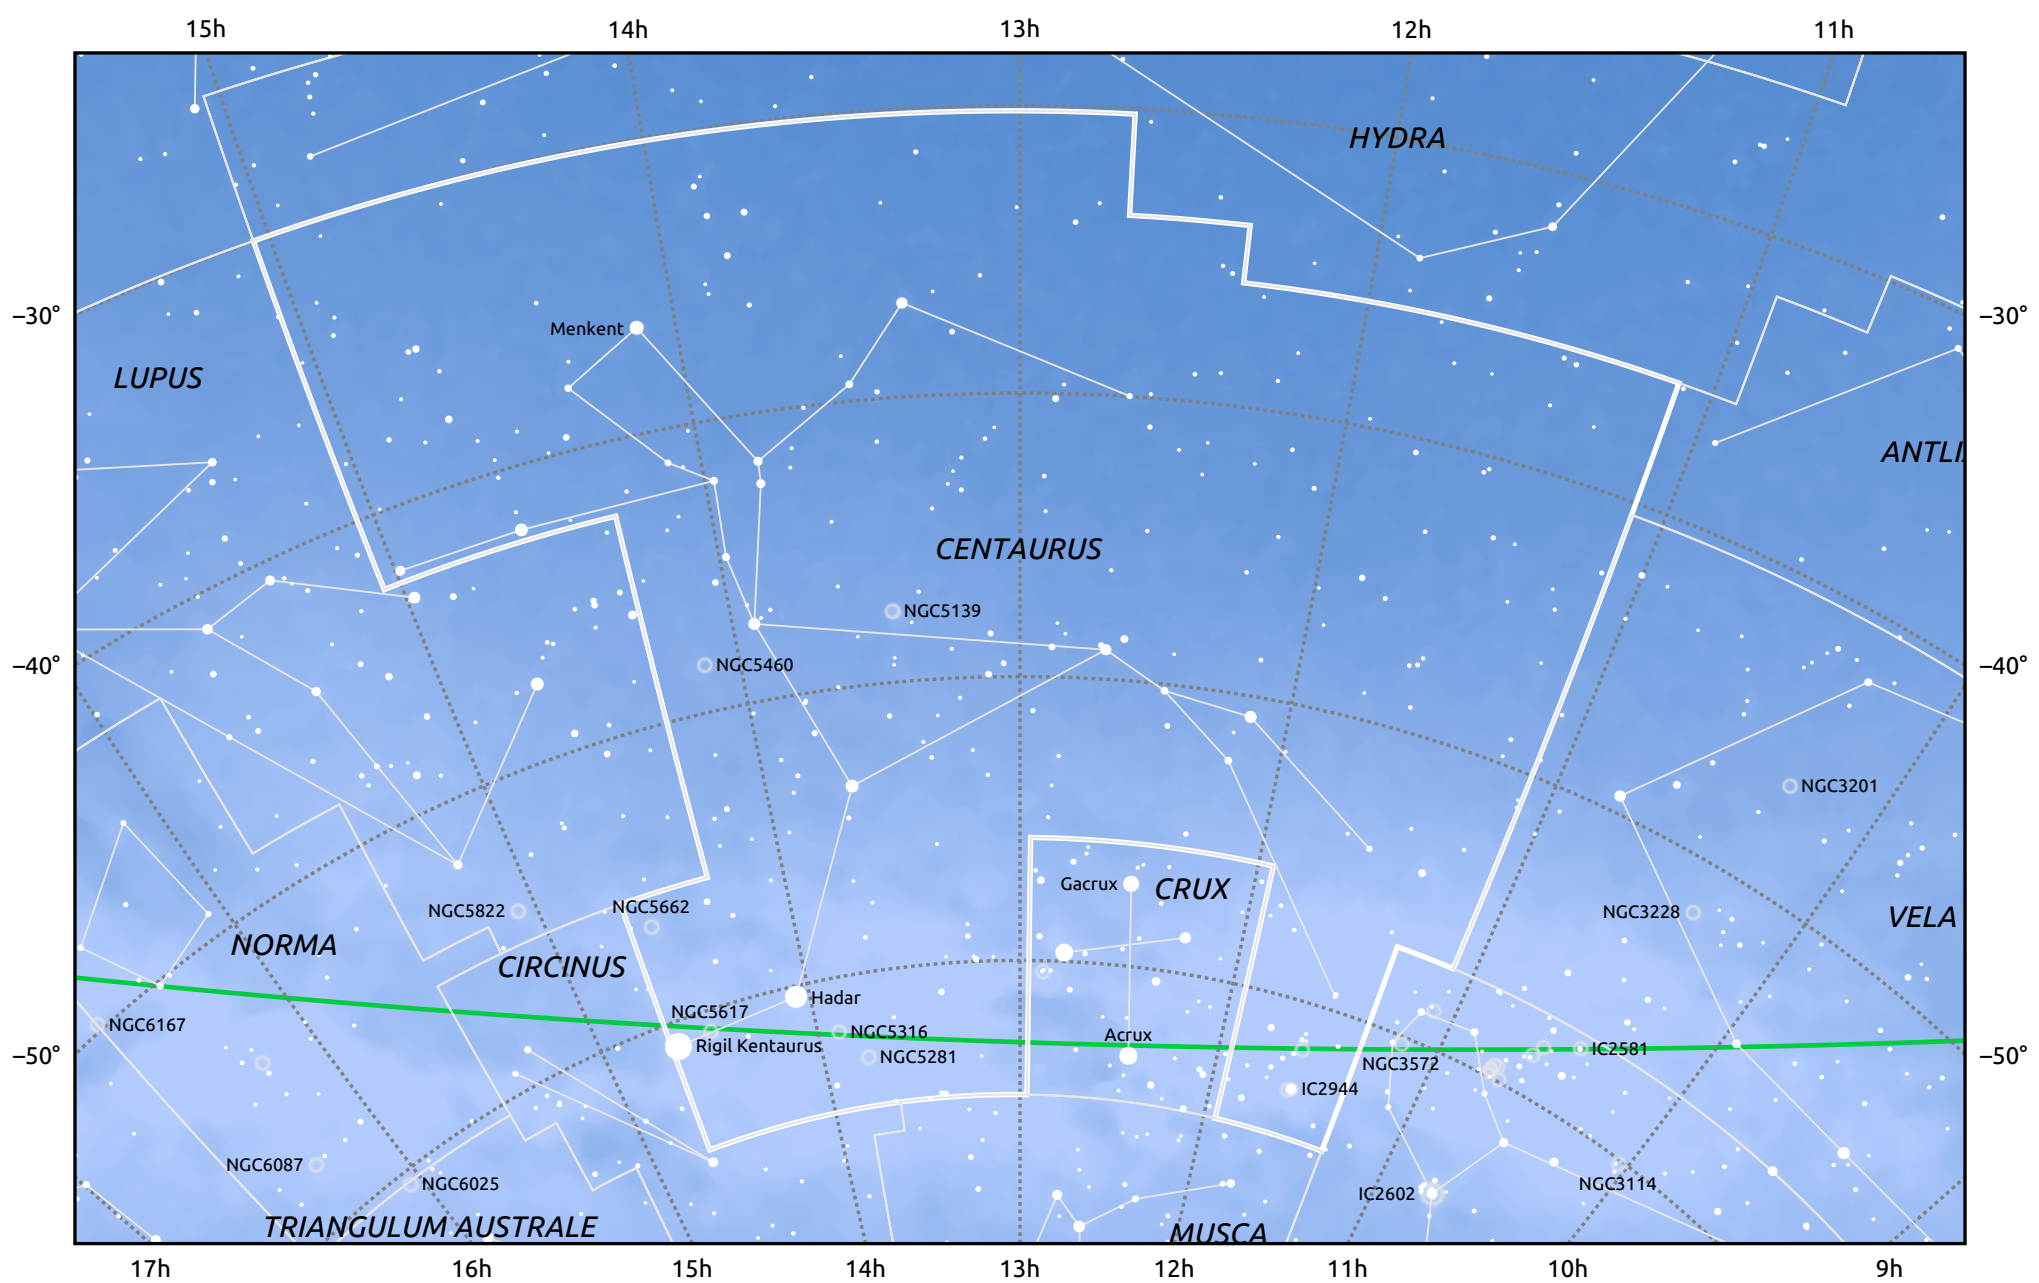 15h
14h
13h
12h
11h
HYDRA
−30°
−30°
Menkent
LUPUS
ANTLI
CENTAURUS
NGC5139
NGC5460
−40°
−40°
NGC3201
Gacrux
CRUX
NGC5822
NGC5662
NGC3228
VELA
NORMA
CIRCINUS
Hadar
NGC5617
NGC6167
NGC5316
Acrux
Rigil Kentaurus
IC2581
−50°
−50°
NGC5281
NGC3572
IC2944
NGC6087
NGC6025
IC2602
NGC3114
TRIANGULUM AUSTRALE
MUSCA
17h
16h
15h
14h
13h
12h
11h
10h
9h